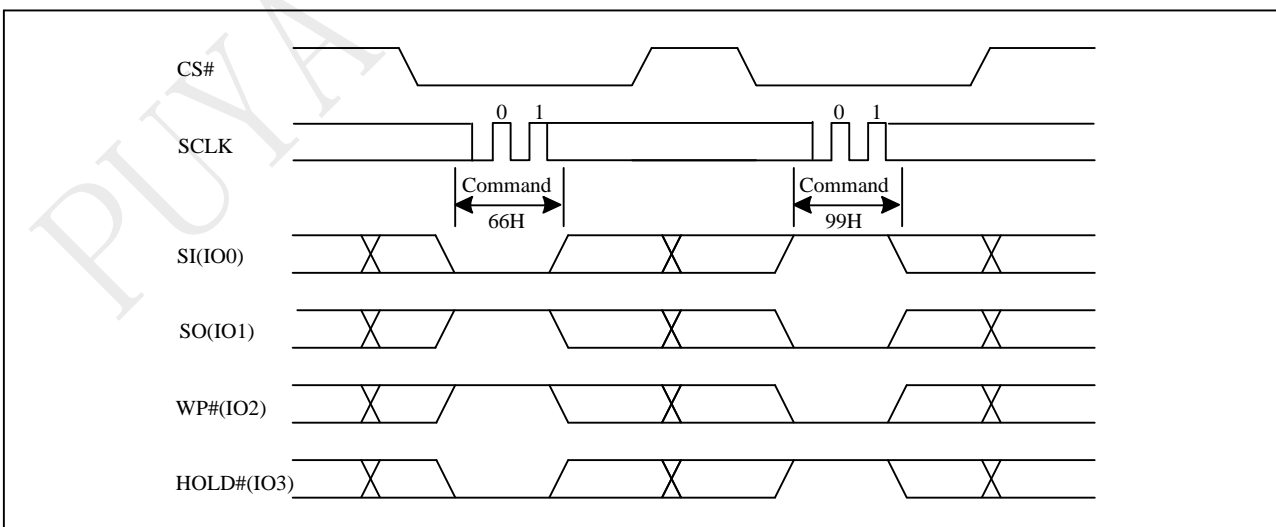 PUYA
CS#
0 1 0 1
SCLK
Command Command
66H 99H
SI(IO0)
SO(IO1)
WP#(IO2)
HOLD#(IO3)